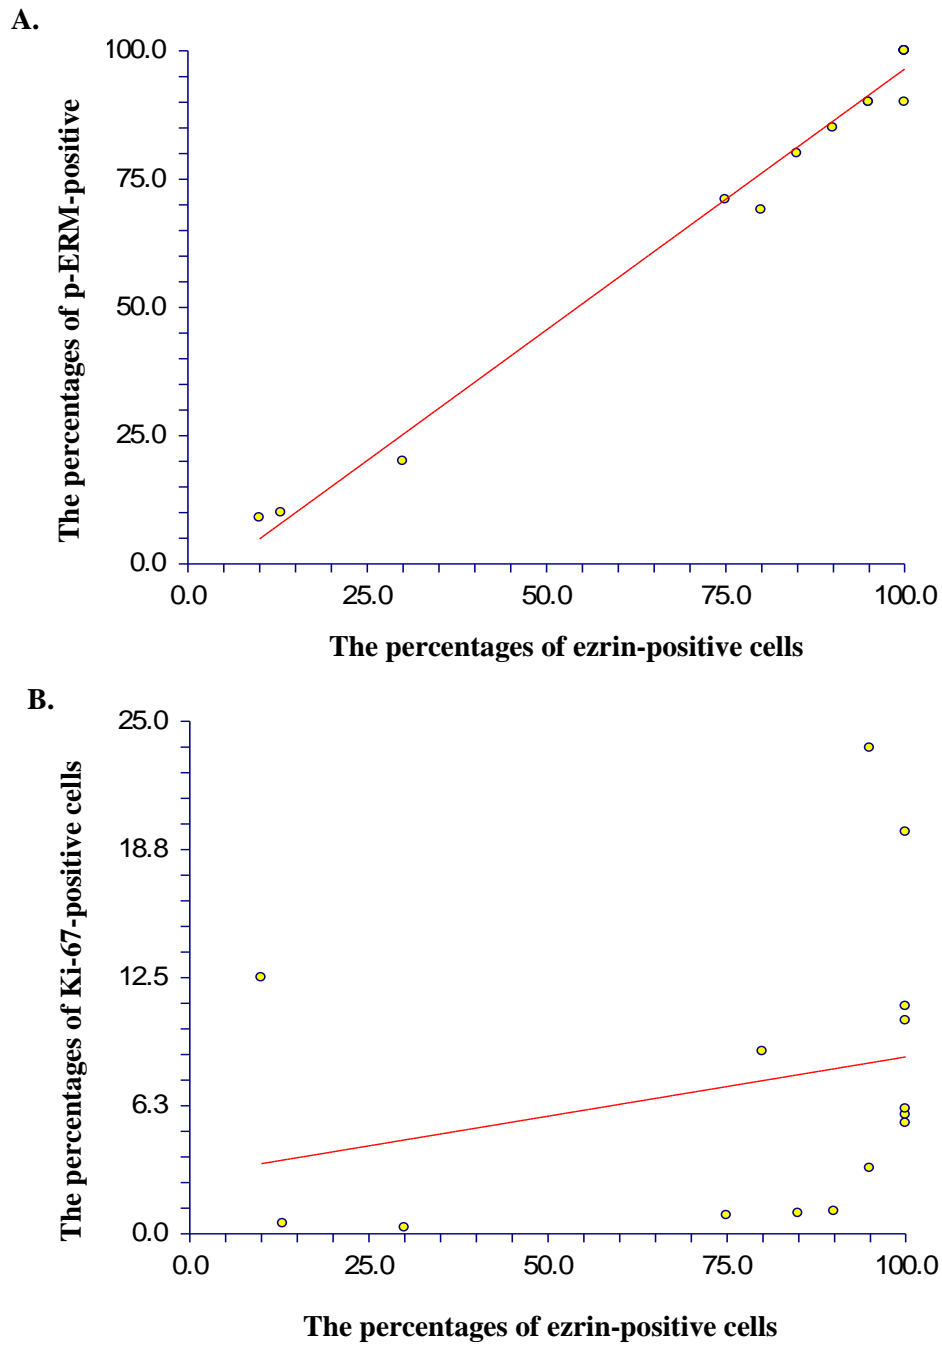 A.
100.0
75.0
50.0
25.0
0.0
The percentages of p-ERM-positive
0.0 25.0 50.0 75.0 100.0
The percentages of ezrin-positive cells
B.
25.0
18.8
12.5
6.3
0.0
The percentages of Ki-67-positive cells
0.0 25.0 50.0 75.0 100.0
The percentages of ezrin-positive cells